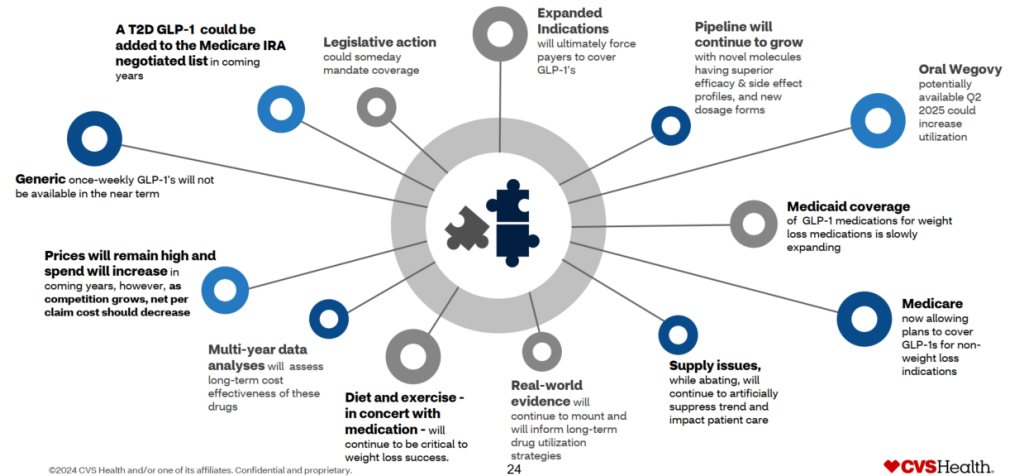 A T2D GLP-1 could be
added to the Medicare IRA
negotiated list in coming
years
Legislative action
could someday
mandate coverage
Expanded
Indications
will ultimately force
payers to cover
GLP-1's
Pipeline will
continue to grow
with novel molecules
having superior
efficacy & side effect
profiles, and new
dosage forms
Oral Wegovy
potentially
available Q2
2025 could
increase
utilization
Generic once-weekly GLP-1's will not
be available in the near term
Medicaid coverage
of GLP-1 medications for weight
loss medications is slowly
expanding
Prices will remain high and
spend will increase in
coming years, however, as
competition grows, net per
claim cost should decrease
Medicare
now allowing
plans to cover
GLP-1s for non-
weight loss
indications
Multi-year data
analyses will assess
long-term cost
effectiveness of these
drugs
Diet and exercise -
in concert with
medication - will
continue to be critical to
weight loss success.
Real-world
evidence will
continue to mount and
will inform long-term
drug utilization
strategies
Supply issues,
while abating, will
continue to artificially
suppress trend and
impact patient care
©2024 CVS Health and/or one of its affiliates. Confidential and proprietary.
24
CVSHealth.